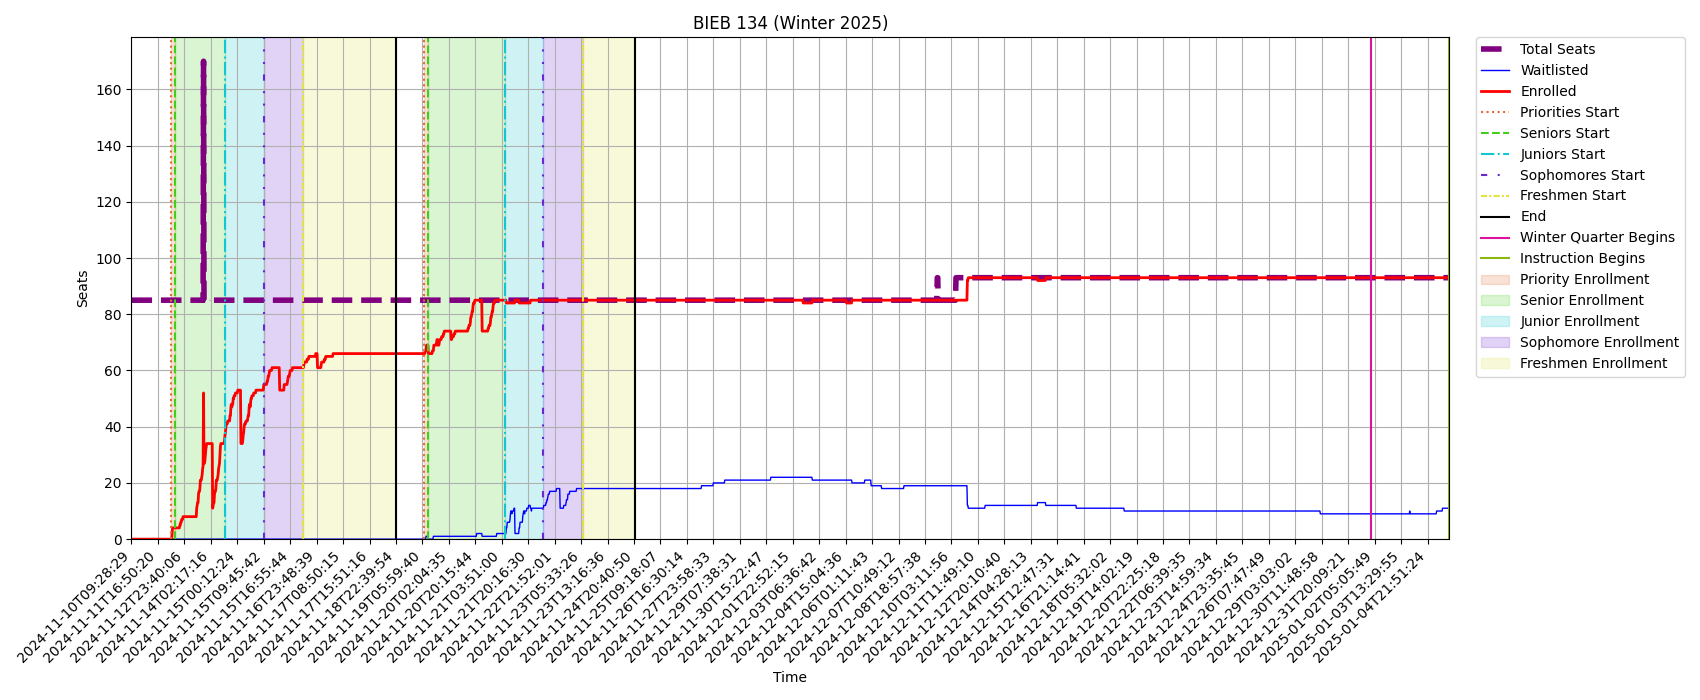 BIEB 134 (Winter 2025)
Seats
160
140
120
100
80
60
40
20
0
2024-11-10T09:28:29
2024-11-11T16:50:20
2024-11-12T23:40:06
2024-11-14T02:17:16
2024-11-15T00:12:24
2024-11-15T09:45:42
2024-11-15T16:55:44
2024-11-16T23:48:39
2024-11-17T08:50:15
2024-11-17T17:51:16
2024-11-18T22:39:54
2024-11-19T05:59:40
2024-11-20T02:04:35
2024-11-20T20:15:44
2024-11-21T03:51:00
2024-11-22T20:16:30
2024-11-22T21:52:01
2024-11-23T05:33:26
2024-11-23T13:16:36
2024-11-24T20:40:50
2024-11-25T09:18:07
2024-11-26T16:30:14
2024-11-27T23:58:33
2024-11-29T07:38:31
2024-11-30T15:22:47
2024-12-01T22:52:15
2024-12-03T06:36:42
2024-12-04T15:04:36
2024-12-06T01:11:43
2024-12-07T10:49:12
2024-12-08T18:57:38
2024-12-10T03:11:56
2024-12-11T11:49:10
2024-12-12T20:10:40
2024-12-14T04:28:13
2024-12-15T12:47:31
2024-12-16T21:14:41
2024-12-18T05:32:02
2024-12-19T14:02:19
2024-12-20T22:25:18
2024-12-22T06:39:35
2024-12-23T14:59:34
2024-12-24T23:35:45
2024-12-26T07:47:49
2024-12-29T03:03:02
2024-12-30T11:48:58
2024-12-31T20:09:21
2025-01-02T05:05:49
2025-01-03T13:29:55
2025-01-04T21:51:24
Time
Total Seats
Waitlisted
Enrolled
Priorities Start
Seniors Start
Juniors Start
Sophomores Start
Freshmen Start
End
Winter Quarter Begins
Instruction Begins
Priority Enrollment
Senior Enrollment
Junior Enrollment
Sophomore Enrollment
Freshmen Enrollment